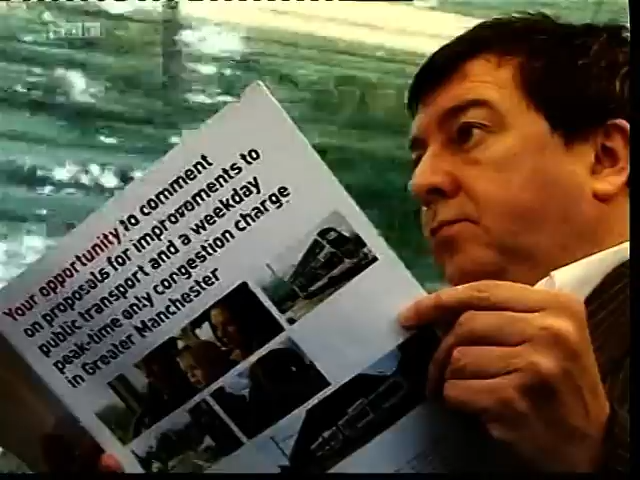 Your opportunity to comment
on proposals for improvements to
public transport and a weekday
peak-time only congestion charge
in Greater Manchester